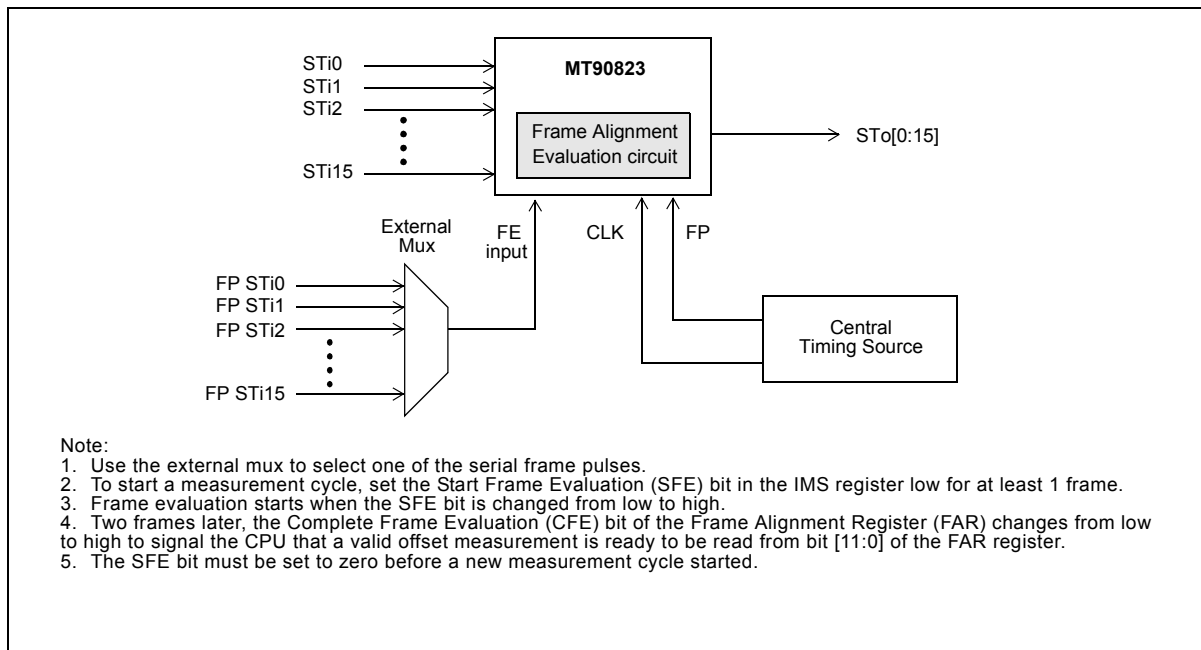 STi0
STi1
STi2
STi15
MT90823
Frame Alignment
Evaluation circuit
STo[0:15]
External
Mux
FE
input
CLK
FP
FP STi0
FP STi1
FP STi2
FP STi15
Central
Timing Source
Note:
1. Use the external mux to select one of the serial frame pulses.
2. To start a measurement cycle, set the Start Frame Evaluation (SFE) bit in the IMS register low for at least 1 frame.
3. Frame evaluation starts when the SFE bit is changed from low to high.
4. Two frames later, the Complete Frame Evaluation (CFE) bit of the Frame Alignment Register (FAR) changes from low
to high to signal the CPU that a valid offset measurement is ready to be read from bit [11:0] of the FAR register.
5. The SFE bit must be set to zero before a new measurement cycle started.